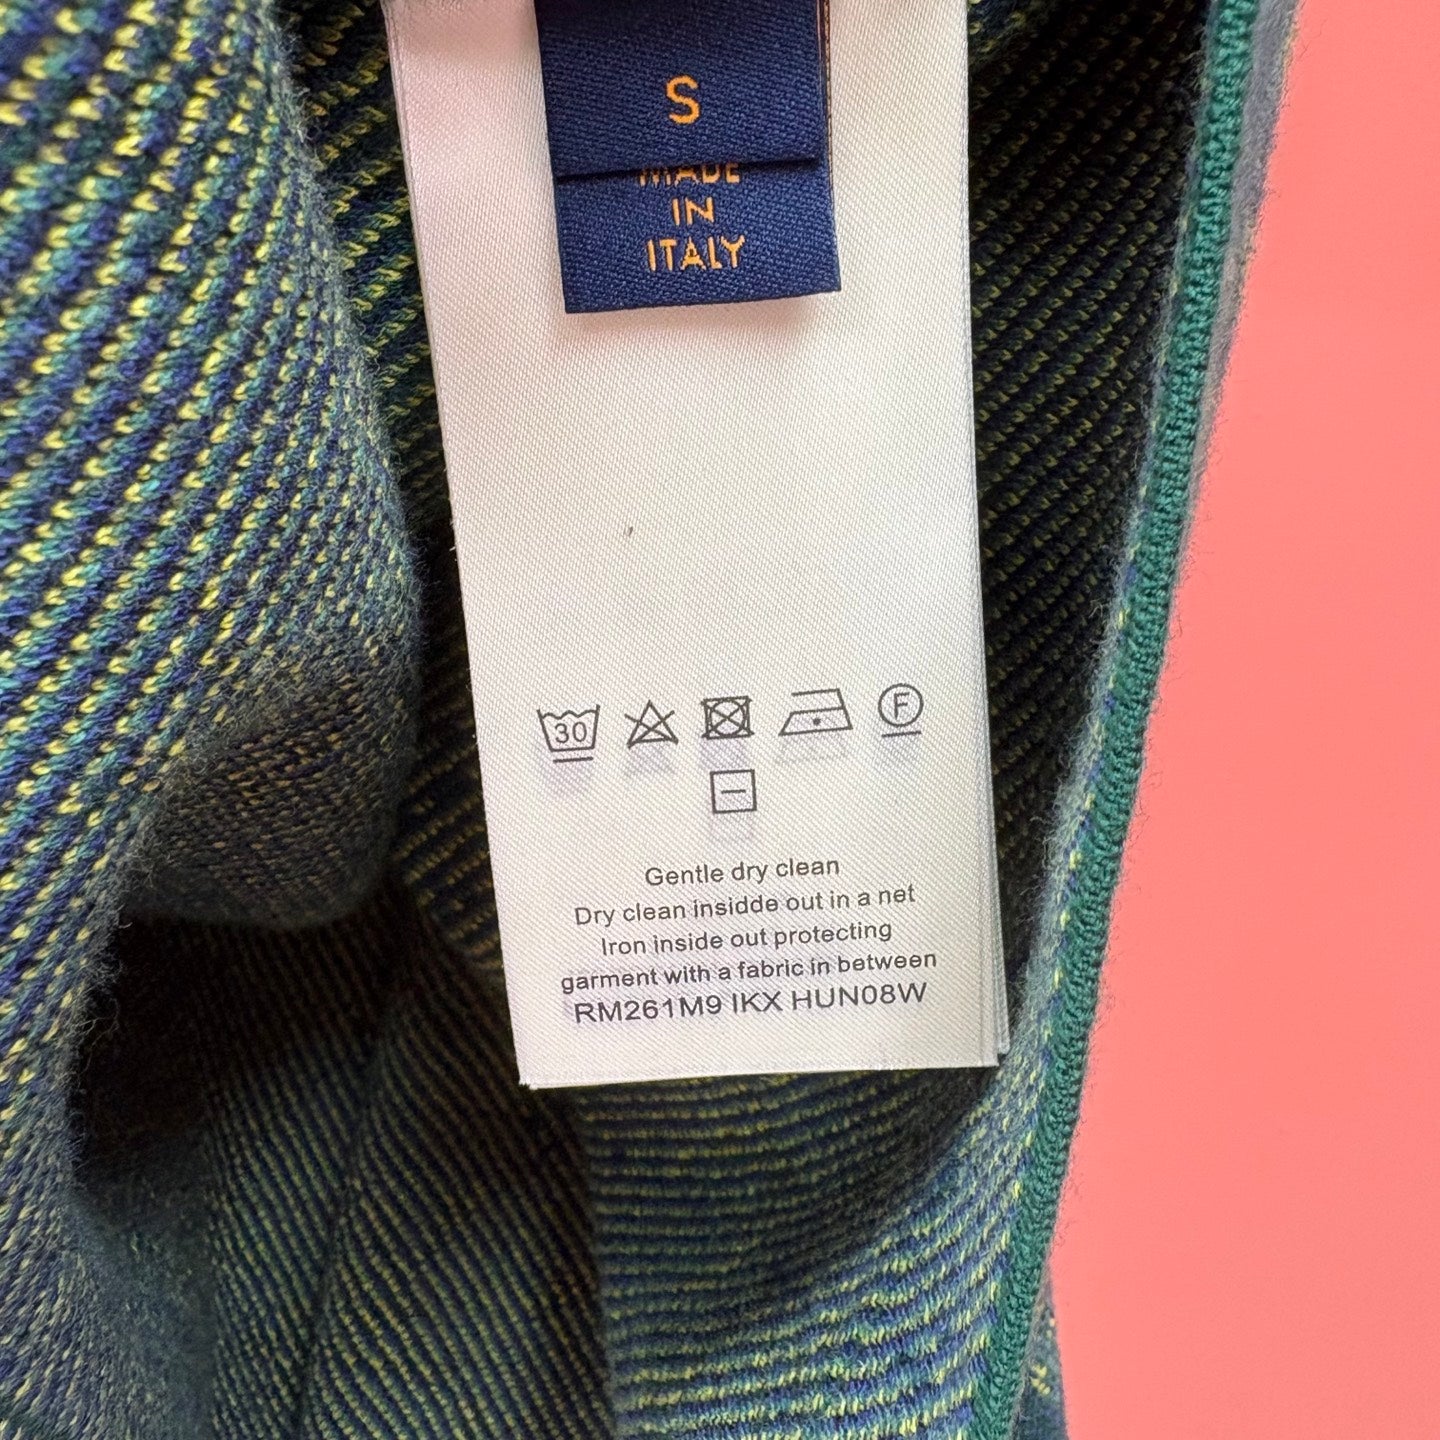 S
MADE
IN
ITALY
30
F
Gentle dry clean
Dry clean insidde out in a net
Iron inside out protecting
garment with a fabric in between
RM261M9 IKX HUN08W